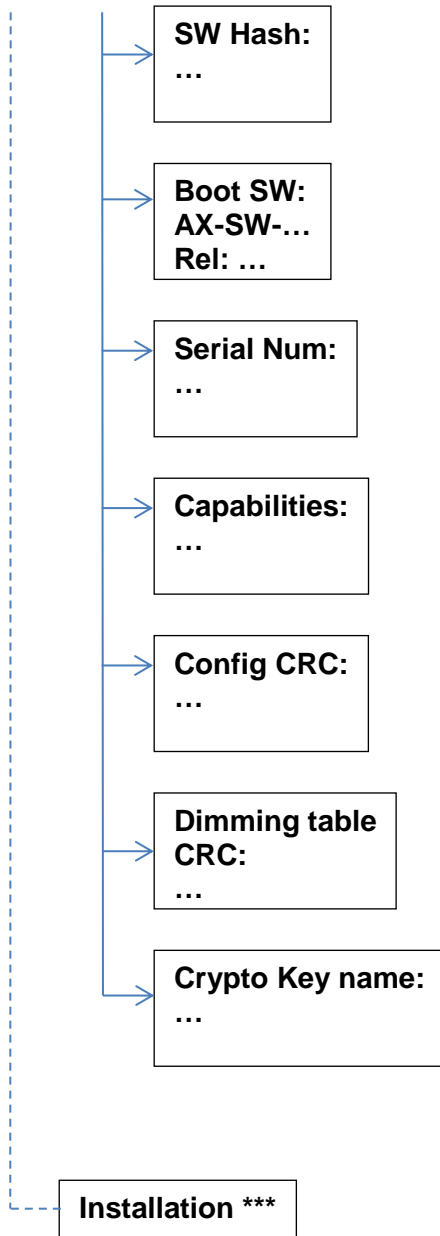 SW Hash:
…
Boot SW:
AX-SW-…
Rel: …
Serial Num:
…
Capabilities:
…
Config CRC:
…
Dimming table
CRC:
…
Crypto Key name:
…
Installation ***